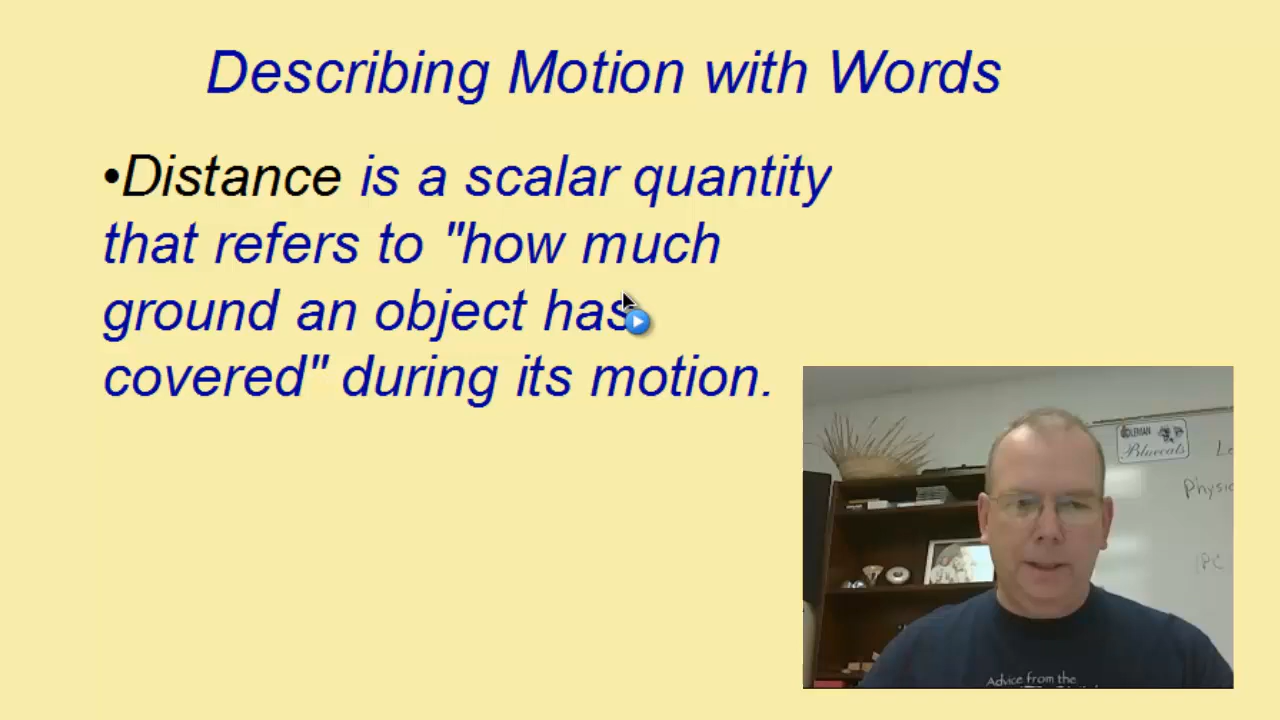 Describing Motion with Words
•Distance is a scalar quantity
that refers to "how much
ground an object has
covered" during its motion.
Bluecats
Physic
IPC
Advice from the